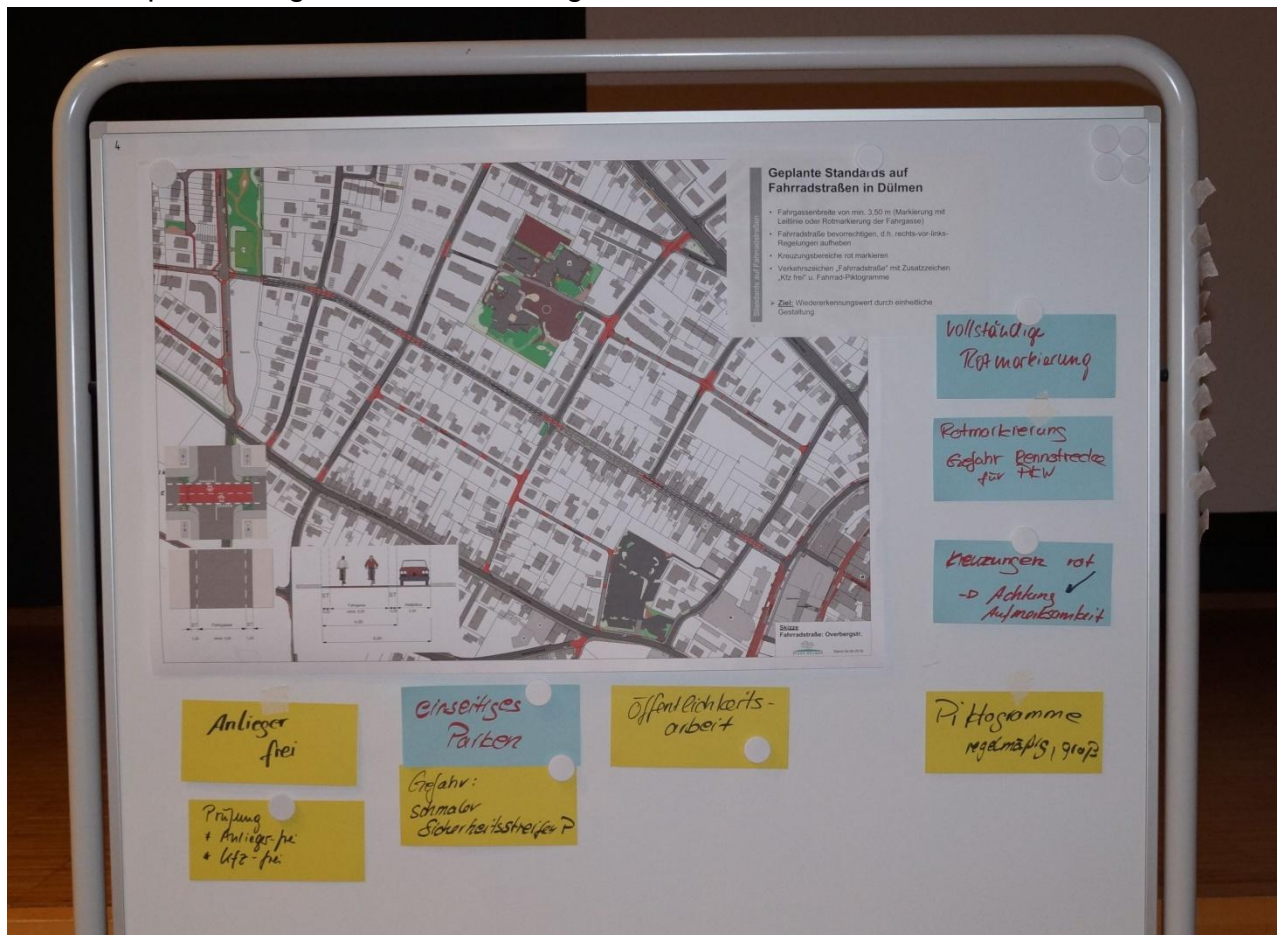 4
Geplante Standards auf
Fahrradstraßen in Dülmen
• Fahrgassenbreite von min. 3,50 m (Markierung mit
Leitlinie oder Rotmarkierung der Fahrgasse)
• Fahrradstraße bevorrechtigen, d.h. rechts-vor-links-
Regelungen aufheben
• Kreuzungsbereiche rot markieren
• Verkehrszeichen „Fahrradstraße“ mit Zusatzzeichen
„Kfz frei“ u. Fahrrad-Piktogramme
➤ Ziel: Wiedererkennungswert durch einheitliche
Gestaltung
Vollständige
Rotmarkierung
Rotmarkierung
Gefahr Rennstrecke
für PKW
Kreuzungen rot
-> Achtung
Aufmerksamkeit
Fahrgasse
Fahrgasse
Skizze
Fahrradstraße: Overbergstr.
Anlieger
frei
einseitiges
Parken
Öffentlichkeits-
arbeit
Piktogramme
regelmäßig, groß
Gefahr:
schmaler
Sicherheitsstreifen P
Prüfung
* Anlieger-frei
* Kfz-frei